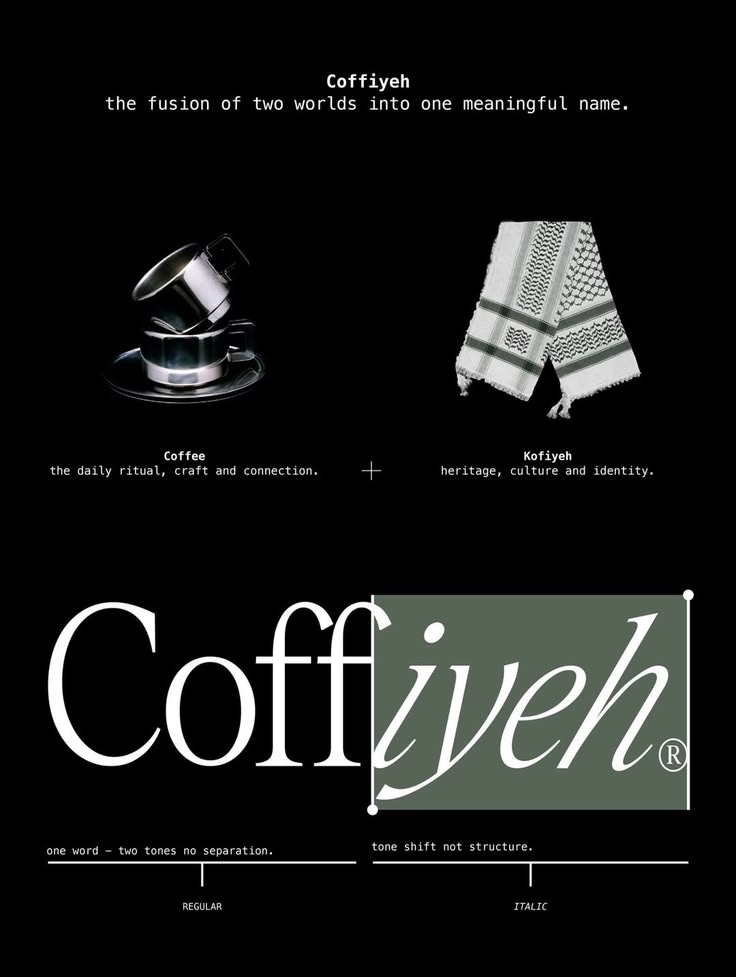 Coffiyeh
the fusion of two worlds into one meaningful name.
Coffee
the daily ritual, craft and connection.
+
Kofiyeh
heritage, culture and identity.
Coffiyeh®
one word – two tones no separation.
tone shift not structure.
REGULAR
ITALIC